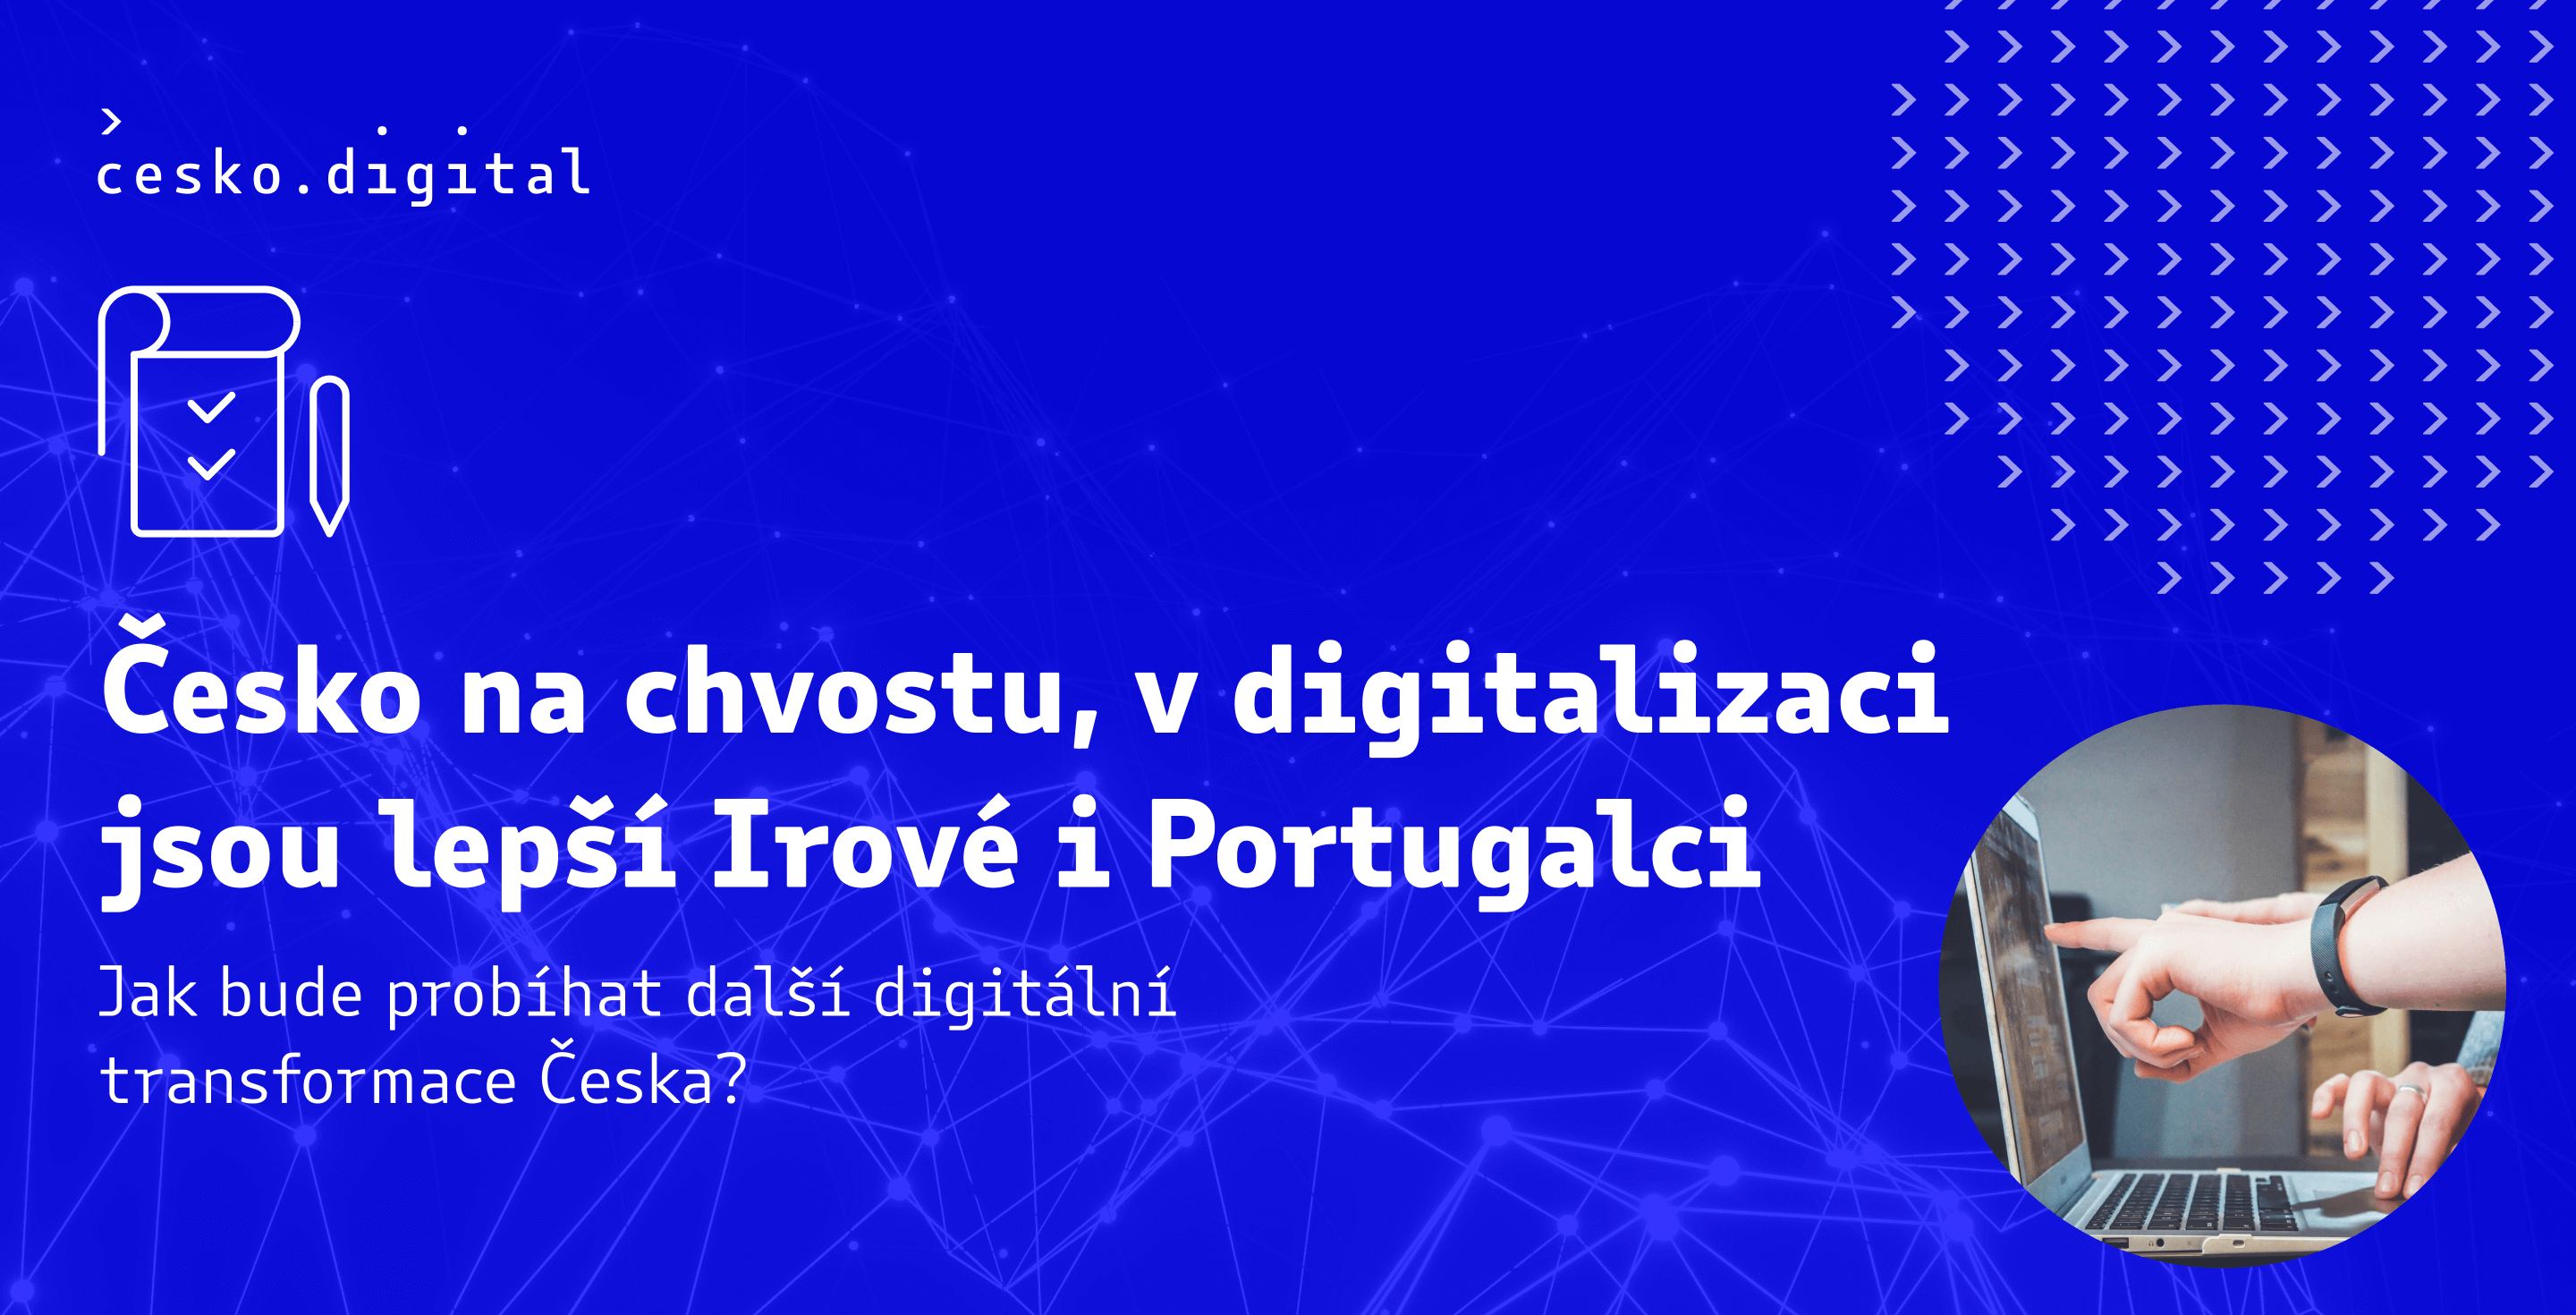 cesko.digital
Česko na chvostu, v digitalizaci
jsou lepší Irové i Portugalci
Jak bude probíhat další digitální
transformace Česka?